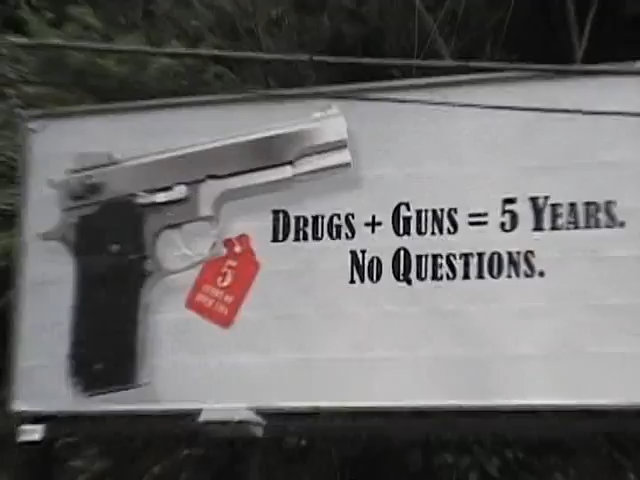 DRUGS + GUNS = 5 YEARS.
NO QUESTIONS.
5